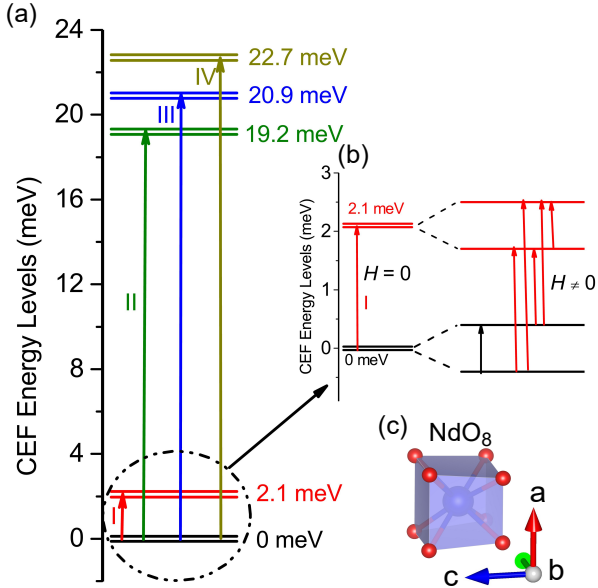 (a)
CEF Energy Levels (meV)
24
20
16
12
8
4
0
22.7 meV
IV
20.9 meV
III
19.2 meV
II
2.1 meV
I
0 meV
(b)
CEF Energy Levels (meV)
3
2
1
0
2.1 meV
H = 0
I
0 meV
H ≠ 0
(c)
NdO₈
a
b
c